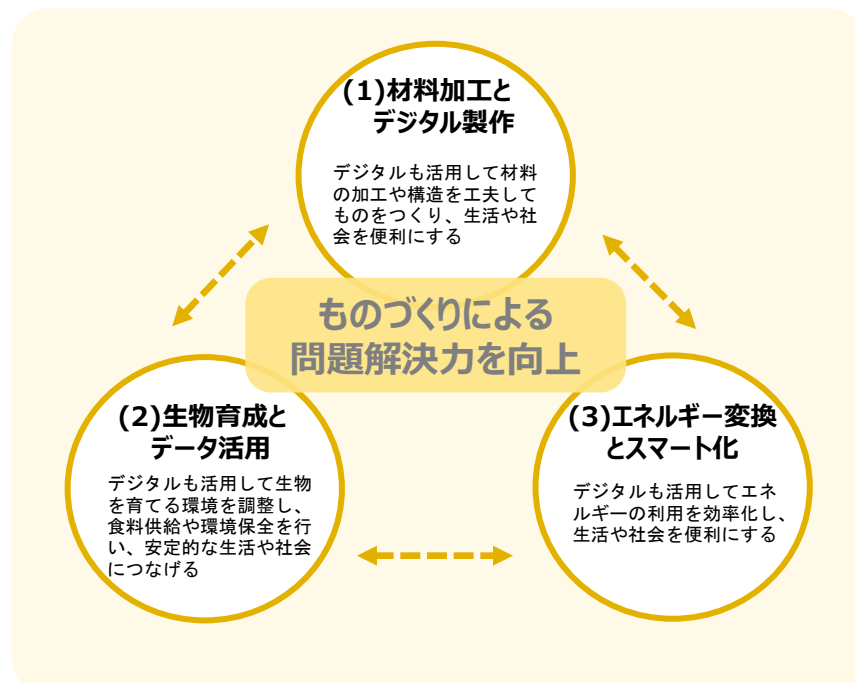 (1)材料加工と
デジタル製作
デジタルも活用して材料
の加工や構造を工夫して
ものをつくり、生活や社
会を便利にする
ものづくりによる
問題解決力を向上
(2)生物育成と
データ活用
デジタルも活用して生物
を育てる環境を調整し、
食料供給や環境保全を行
い、安定的な生活や社会
につなげる
(3)エネルギー変換
とスマート化
デジタルも活用してエネ
ルギーの利用を効率化し、
生活や社会を便利にする